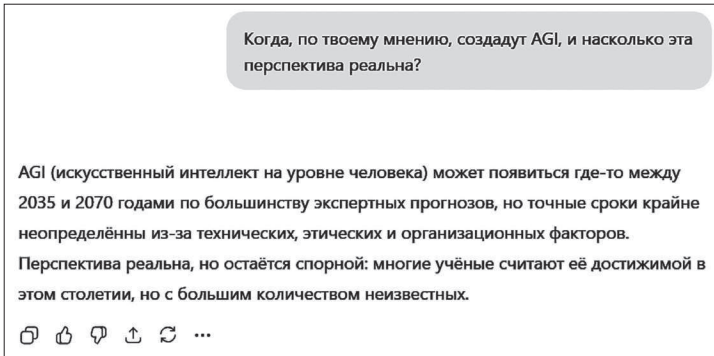 Когда, по твоему мнению, создадут AGI, и насколько эта
перспектива реальна?
AGI (искусственный интеллект на уровне человека) может появиться где-то между
2035 и 2070 годами по большинству экспертных прогнозов, но точные сроки крайне
неопределённы из-за технических, этических и организационных факторов.
Перспектива реальна, но остаётся спорной: многие учёные считают её достижимой в
этом столетии, но с большим количеством неизвестных.